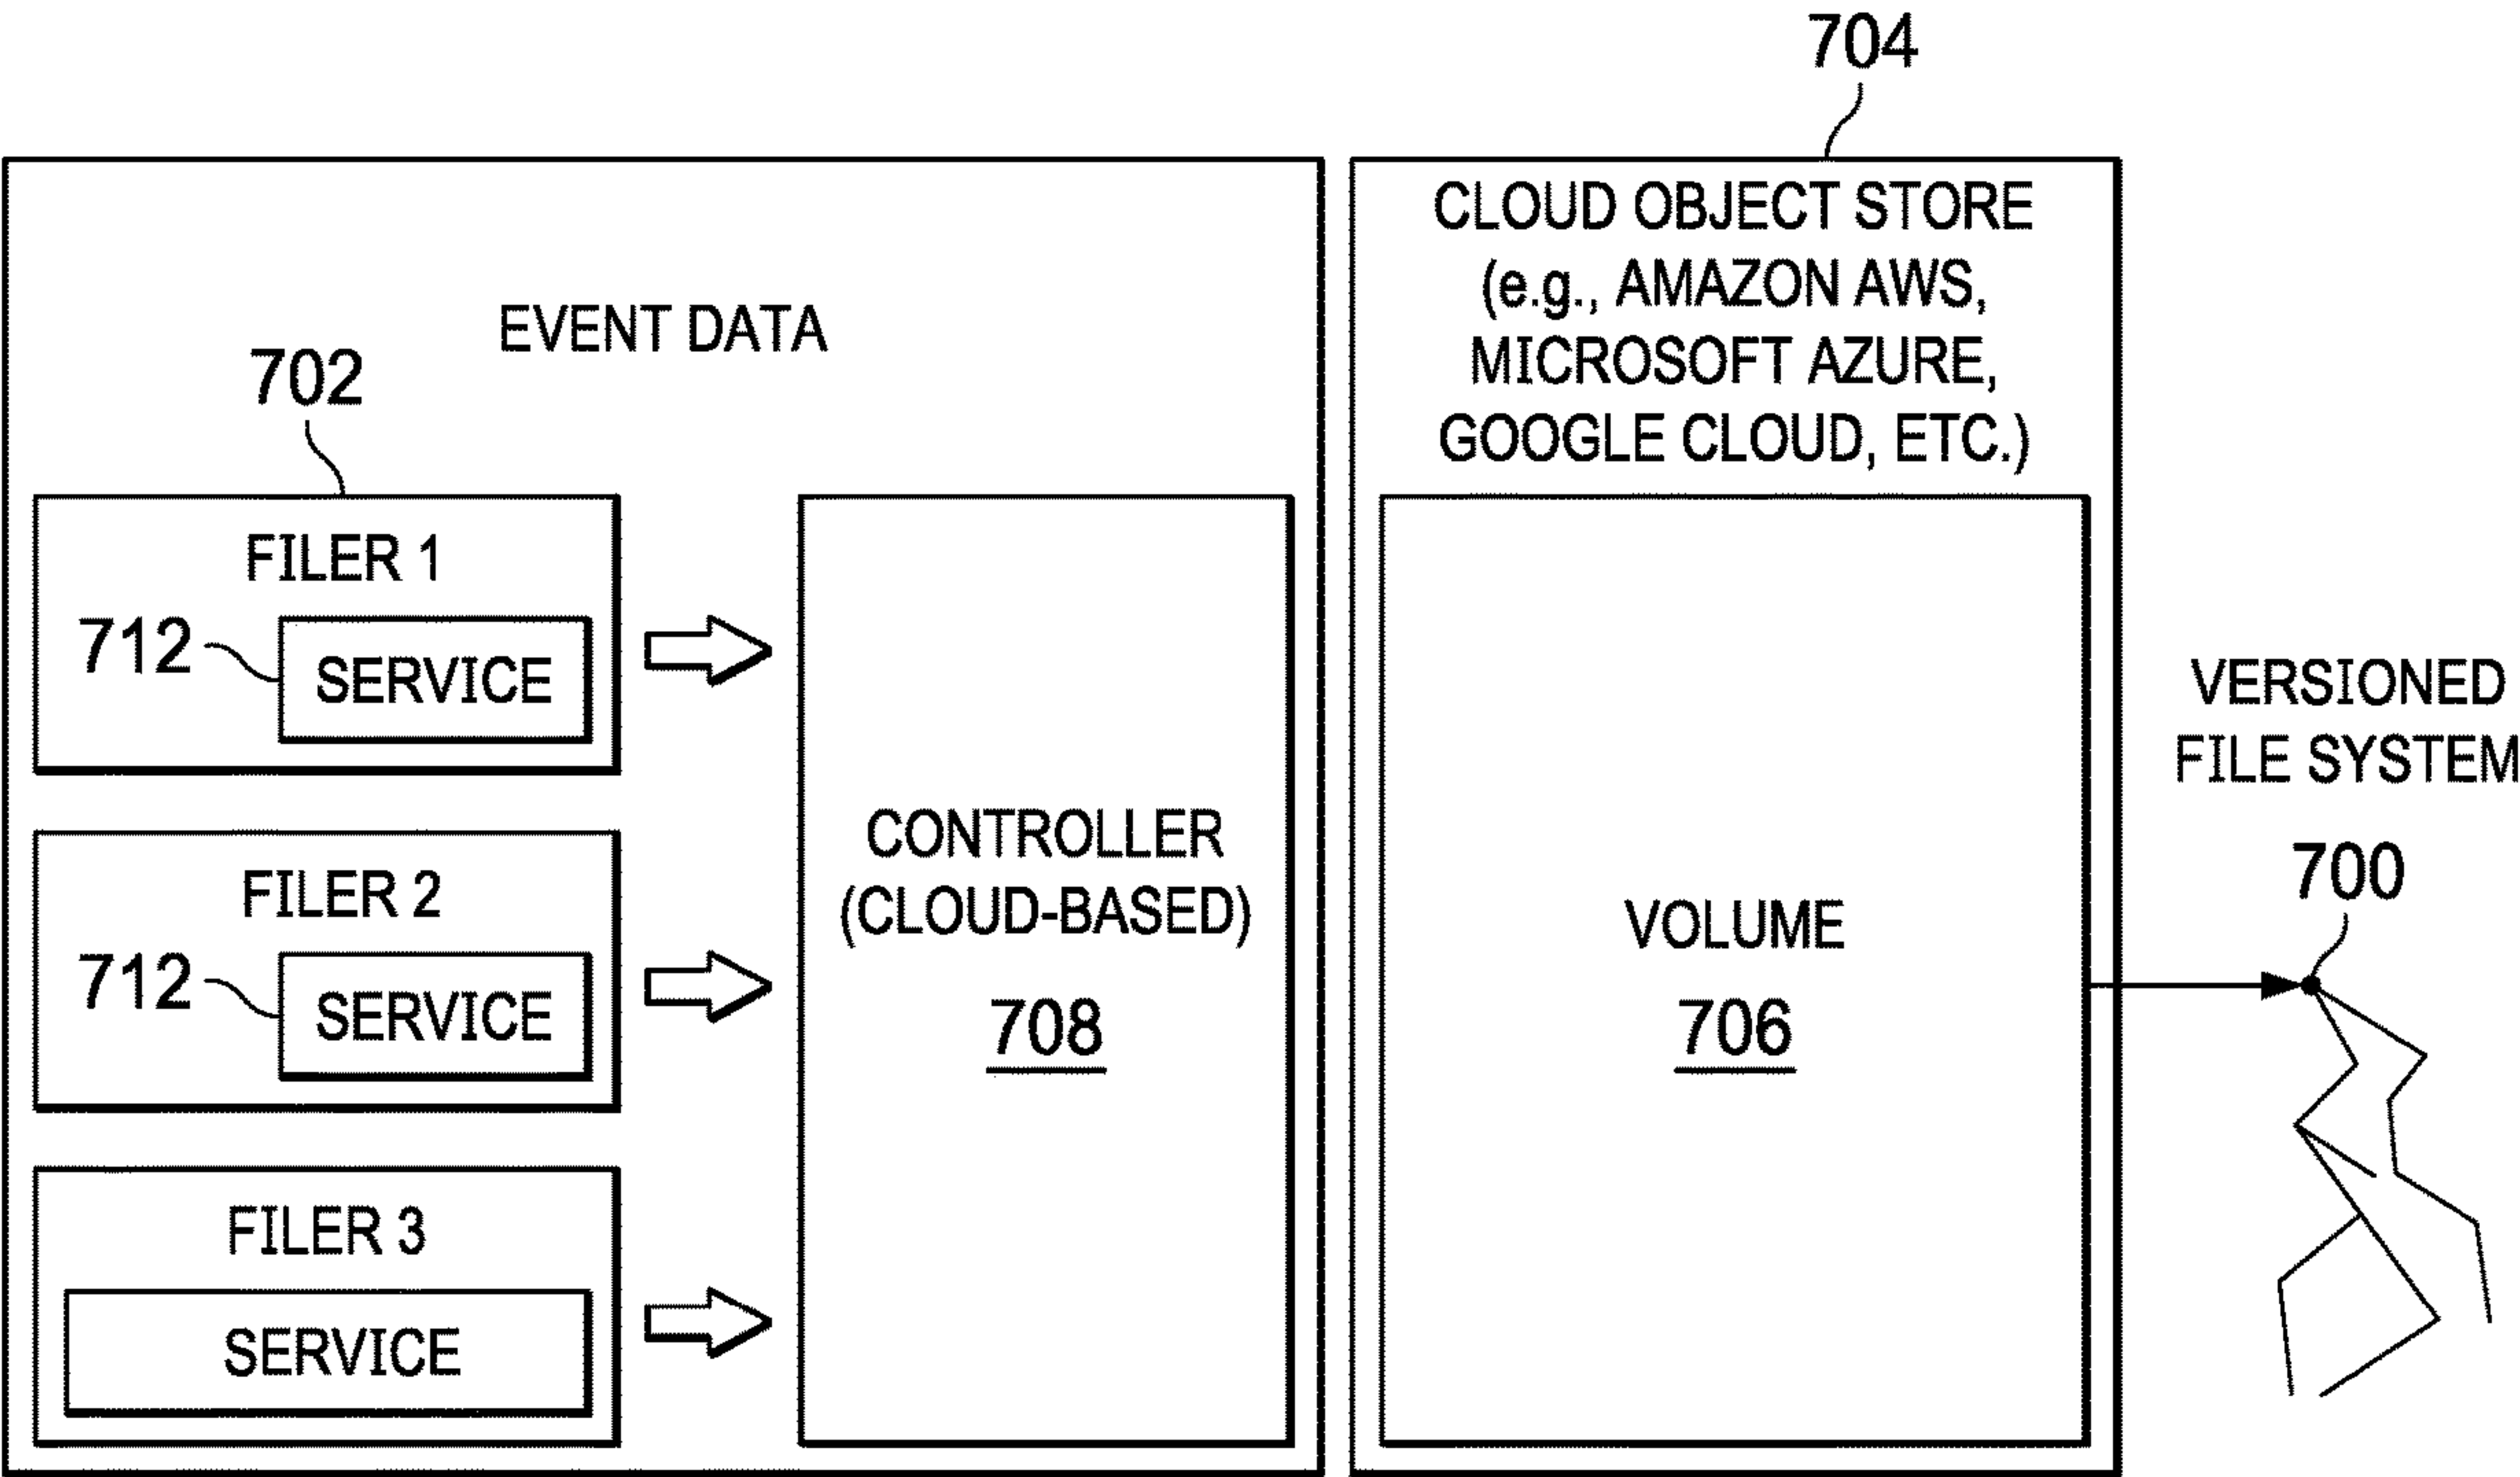 704
EVENT DATA
702
FILER 1
712
SERVICE
FILER 2
712
SERVICE
FILER 3
SERVICE
CONTROLLER
(CLOUD-BASED)
708
CLOUD OBJECT STORE
(e.g., AMAZON AWS,
MICROSOFT AZURE,
GOOGLE CLOUD, ETC.)
VOLUME
706
VERSIONED
FILE SYSTEM
700